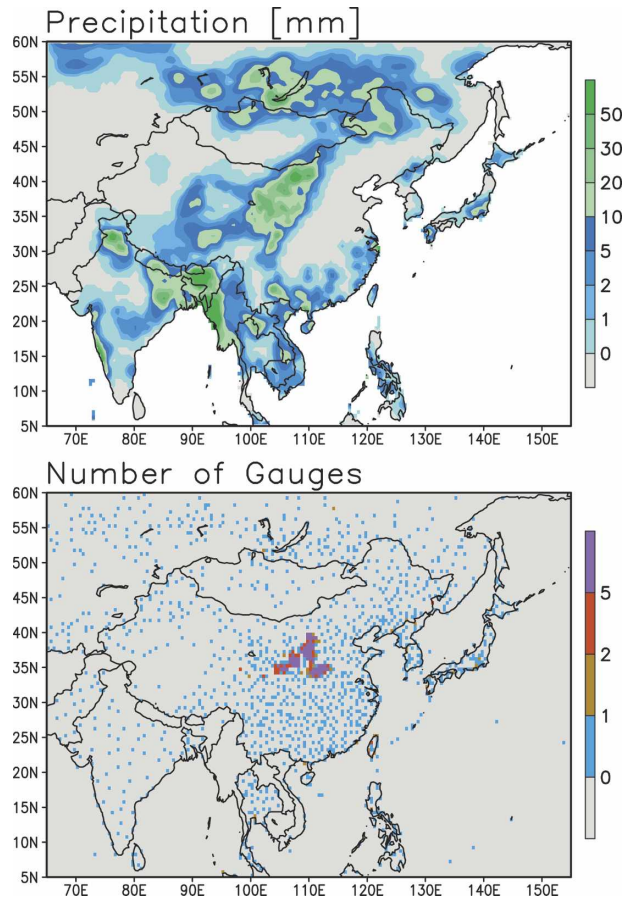 Precipitation [mm]
60N
55N
50N
45N
40N
35N
30N
25N
20N
15N
10N
5N
70E 80E 90E 100E 110E 120E 130E 140E 150E
50
30
20
10
5
2
1
0
Number of Gauges
60N
55N
50N
45N
40N
35N
30N
25N
20N
15N
10N
5N
70E 80E 90E 100E 110E 120E 130E 140E 150E
5
2
1
0